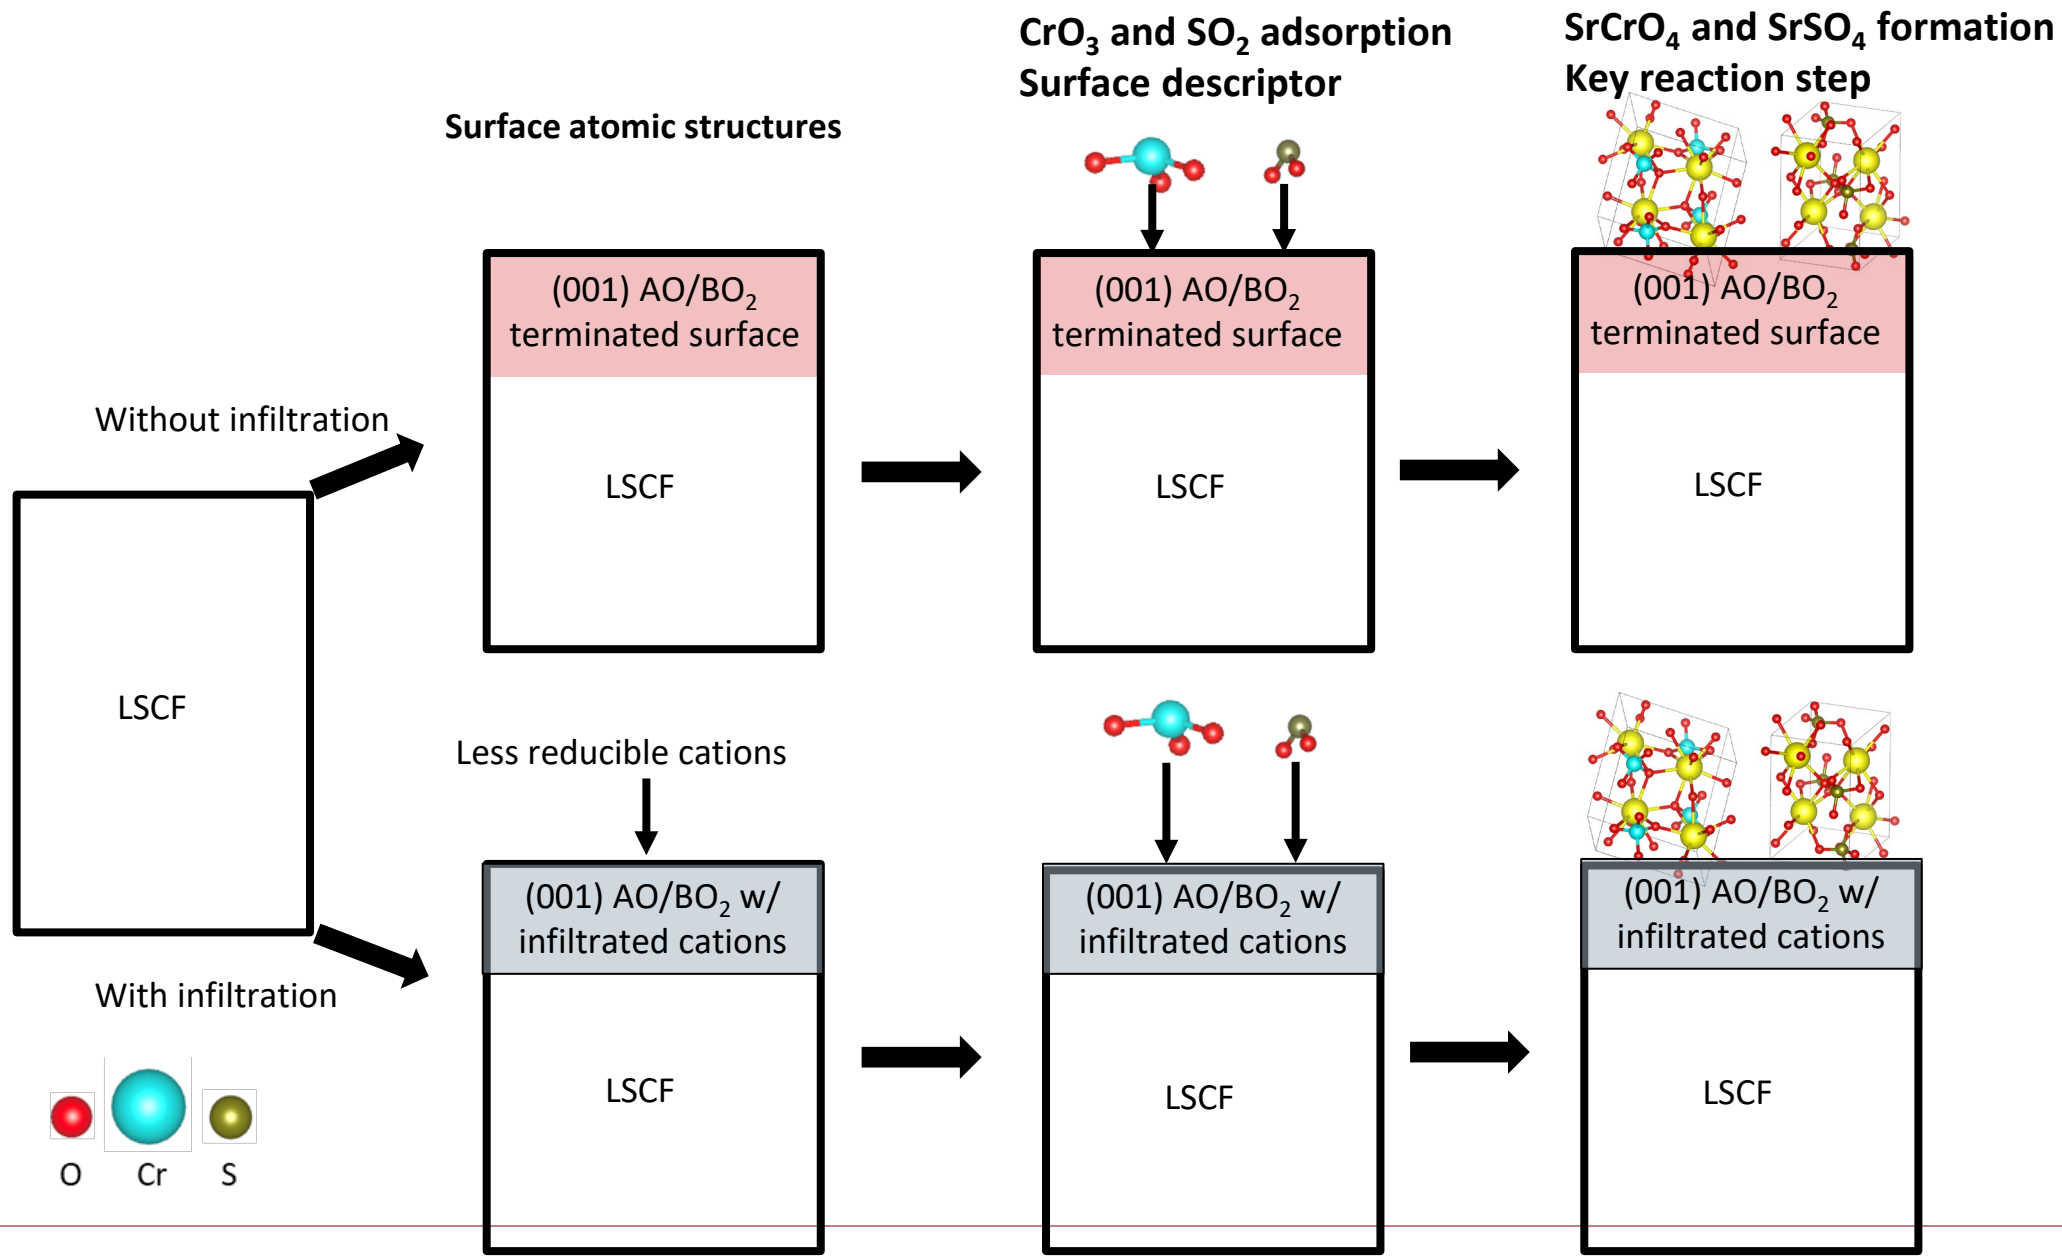 CrO₃ and SO₂ adsorption
Surface descriptor
SrCrO₄ and SrSO₄ formation
Key reaction step
Surface atomic structures
(001) AO/BO₂
terminated surface
LSCF
(001) AO/BO₂
terminated surface
LSCF
(001) AO/BO₂
terminated surface
LSCF
Without infiltration
LSCF
With infiltration
Less reducible cations
(001) AO/BO₂ w/
infiltrated cations
LSCF
(001) AO/BO₂ w/
infiltrated cations
LSCF
(001) AO/BO₂ w/
infiltrated cations
LSCF
O Cr S